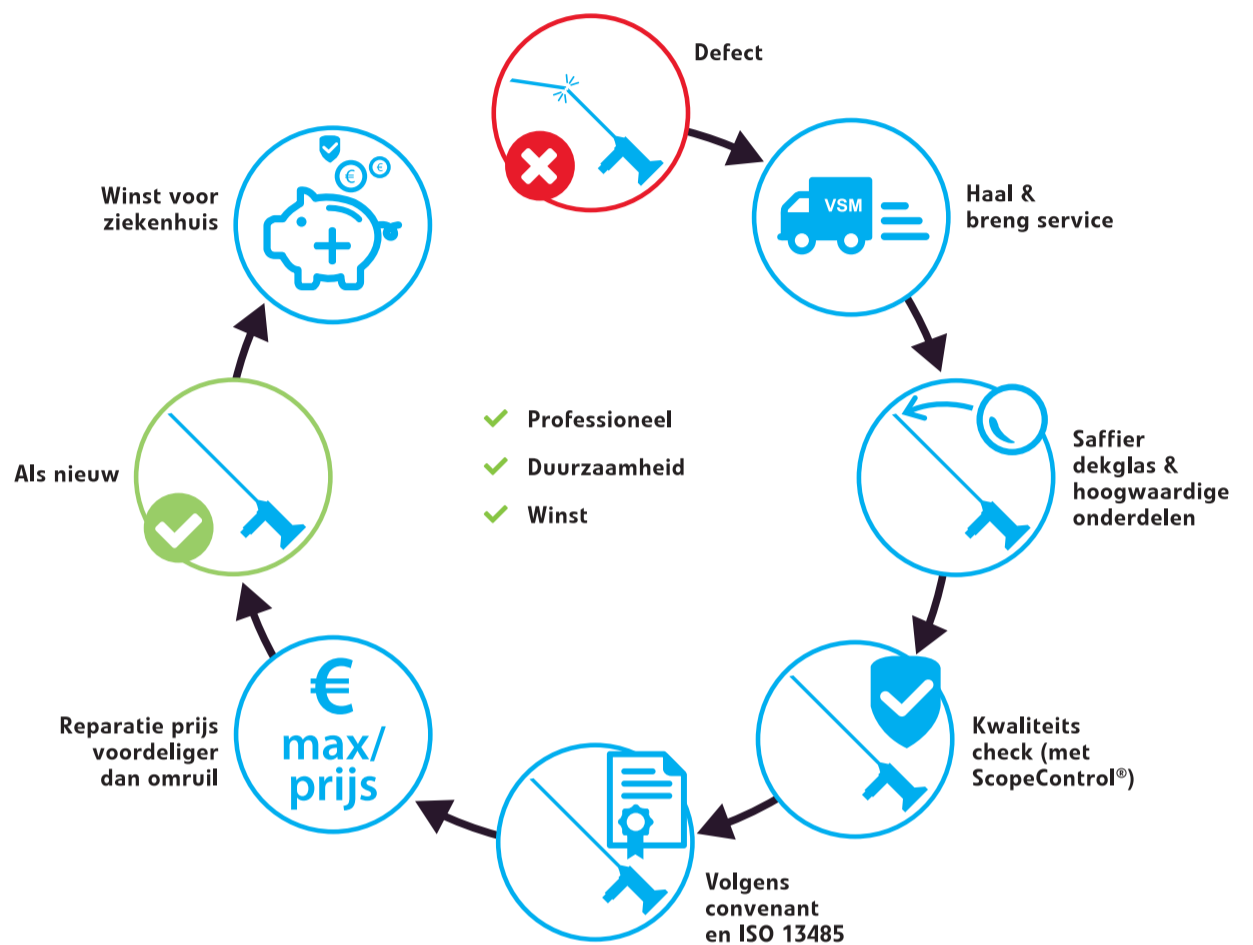 Defect
VSM
Haal &
breng service
Saffier
dekglas &
hoogwaardige
onderdelen
Kwaliteits
check (met
ScopeControl®)
Volgens
convenant
en ISO 13485
€
max/
prijs
Reparatie prijs
voordeliger
dan omruil
Als nieuw
€ €
Winst voor
ziekenhuis
Professioneel
Duurzaamheid
Winst